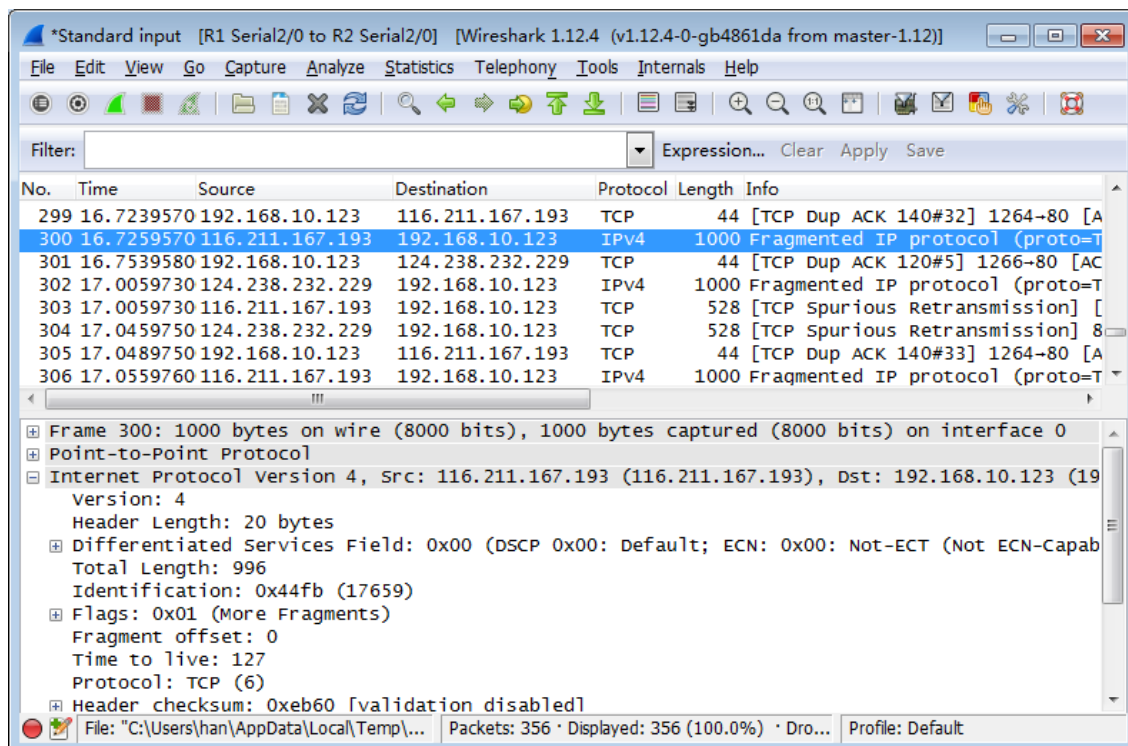 *Standard input [R1 Serial2/0 to R2 Serial2/0] [Wireshark 1.12.4 (v1.12.4-0-gb4861da from master-1.12)]
File Edit View Go Capture Analyze Statistics Telephony Tools Internals Help
Filter: Expression... Clear Apply Save
No. Time Source Destination Protocol Length Info
299 16.7239570 192.168.10.123 116.211.167.193 TCP 44 [TCP Dup ACK 140#32] 1264→80 [A
300 16.7259570 116.211.167.193 192.168.10.123 IPv4 1000 Fragmented IP protocol (proto=T
301 16.7539580 192.168.10.123 124.238.232.229 TCP 44 [TCP Dup ACK 120#5] 1266→80 [AC
302 17.0059730 124.238.232.229 192.168.10.123 IPv4 1000 Fragmented IP protocol (proto=T
303 17.0059730 116.211.167.193 192.168.10.123 TCP 528 [TCP Spurious Retransmission] [
304 17.0459750 124.238.232.229 192.168.10.123 TCP 528 [TCP Spurious Retransmission] 8
305 17.0489750 192.168.10.123 116.211.167.193 TCP 44 [TCP Dup ACK 140#33] 1264→80 [A
306 17.0559760 116.211.167.193 192.168.10.123 IPv4 1000 Fragmented IP protocol (proto=T
Frame 300: 1000 bytes on wire (8000 bits), 1000 bytes captured (8000 bits) on interface 0
Point-to-Point Protocol
Internet Protocol Version 4, Src: 116.211.167.193 (116.211.167.193), Dst: 192.168.10.123 (19
Version: 4
Header Length: 20 bytes
Differentiated Services Field: 0x00 (DSCP 0x00: Default; ECN: 0x00: Not-ECT (Not ECN-Capab
Total Length: 996
Identification: 0x44fb (17659)
Flags: 0x01 (More Fragments)
Fragment offset: 0
Time to live: 127
Protocol: TCP (6)
Header checksum: 0xeb60 [validation disabled]
File: "C:\Users\han\AppData\Local\Temp\... Packets: 356 · Displayed: 356 (100.0%) · Dro... Profile: Default